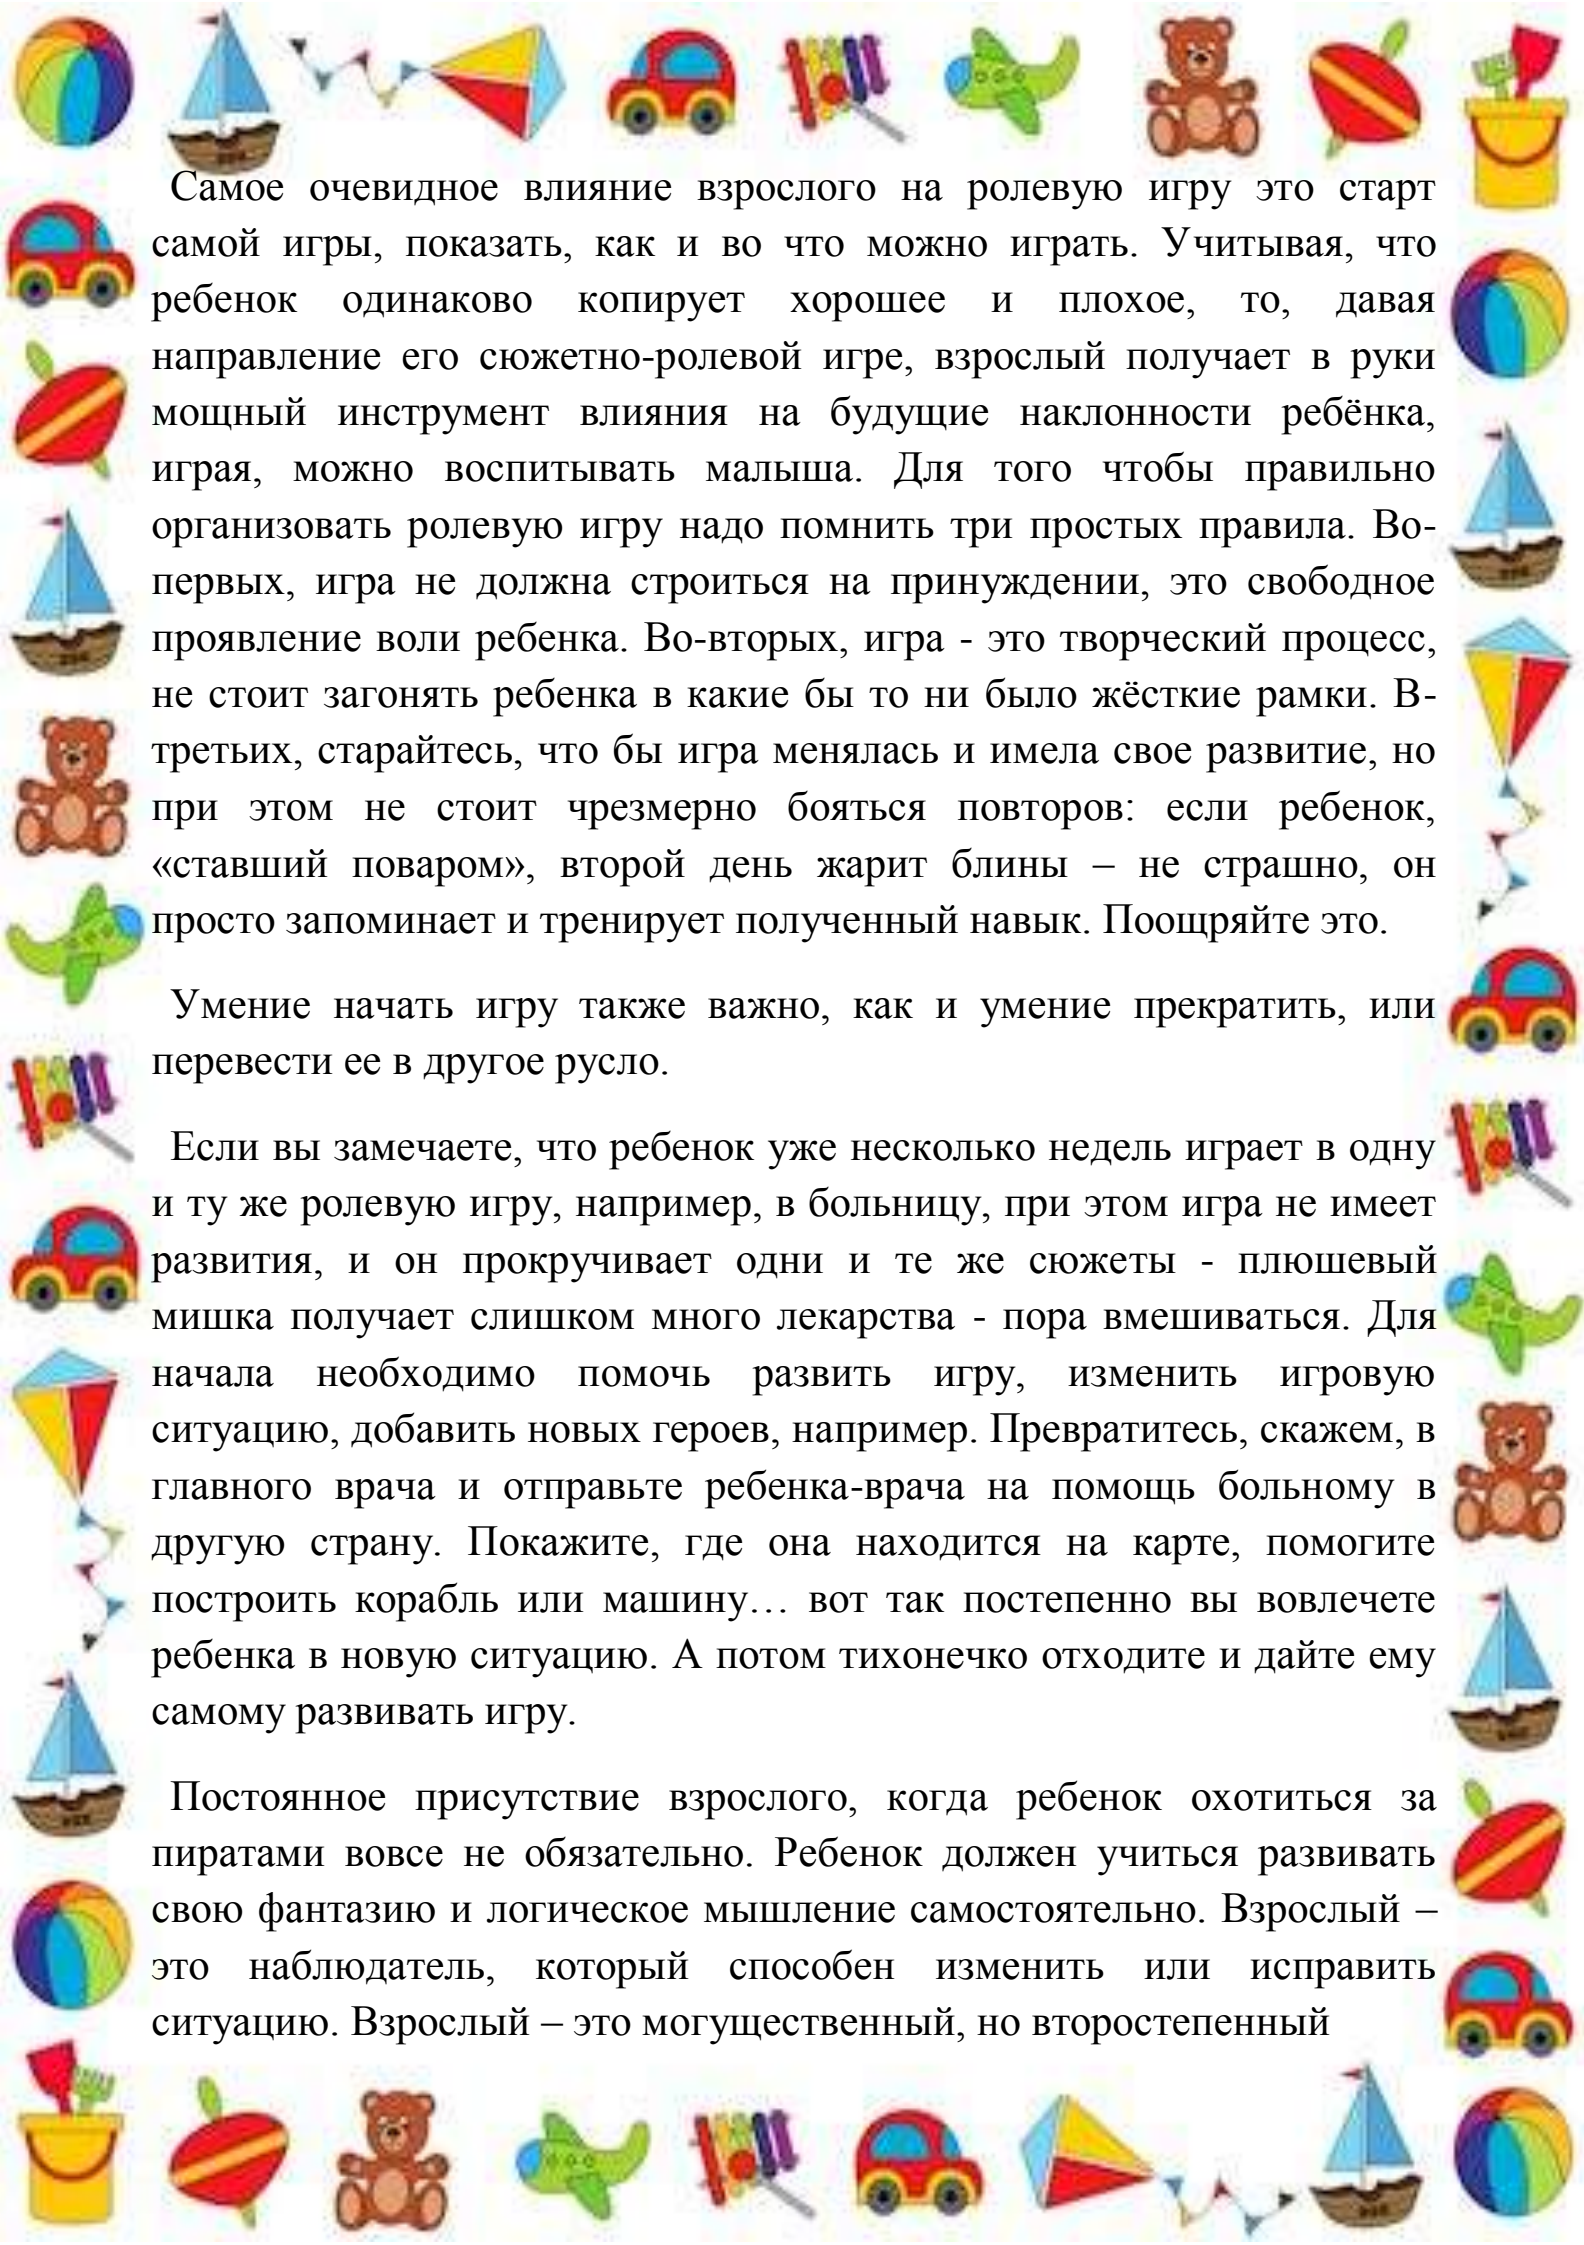 Самое очевидное влияние взрослого на ролевую игру это старт
самой игры, показать, как и во что можно играть. Учитывая, что
ребенок одинаково копирует хорошее и плохое, то, давая
направление его сюжетно-ролевой игре, взрослый получает в руки
мощный инструмент влияния на будущие наклонности ребёнка,
играя, можно воспитывать малыша. Для того чтобы правильно
организовать ролевую игру надо помнить три простых правила. Во-
первых, игра не должна строиться на принуждении, это свободное
проявление воли ребенка. Во-вторых, игра - это творческий процесс,
не стоит загонять ребенка в какие бы то ни было жёсткие рамки. В-
третьих, старайтесь, что бы игра менялась и имела свое развитие, но
при этом не стоит чрезмерно бояться повторов: если ребенок,
«ставший поваром», второй день жарит блины – не страшно, он
просто запоминает и тренирует полученный навык. Поощряйте это.
Умение начать игру также важно, как и умение прекратить, или
перевести ее в другое русло.
Если вы замечаете, что ребенок уже несколько недель играет в одну
и ту же ролевую игру, например, в больницу, при этом игра не имеет
развития, и он прокручивает одни и те же сюжеты - плюшевый
мишка получает слишком много лекарства - пора вмешиваться. Для
начала необходимо помочь развить игру, изменить игровую
ситуацию, добавить новых героев, например. Превратитесь, скажем, в
главного врача и отправьте ребенка-врача на помощь больному в
другую страну. Покажите, где она находится на карте, помогите
построить корабль или машину… вот так постепенно вы вовлечете
ребенка в новую ситуацию. А потом тихонечко отходите и дайте ему
самому развивать игру.
Постоянное присутствие взрослого, когда ребенок охотиться за
пиратами вовсе не обязательно. Ребенок должен учиться развивать
свою фантазию и логическое мышление самостоятельно. Взрослый –
это наблюдатель, который способен изменить или исправить
ситуацию. Взрослый – это могущественный, но второстепенный